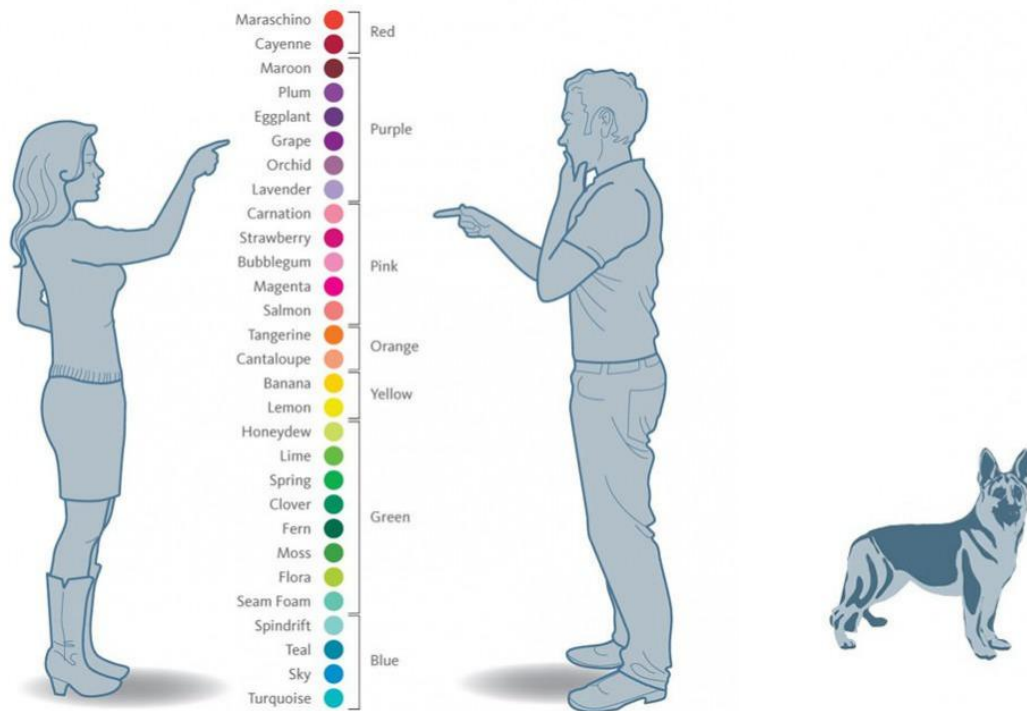 Maraschino
Cayenne
Red
Maroon
Plum
Eggplant
Grape
Orchid
Lavender
Purple
Carnation
Strawberry
Bubblegum
Magenta
Salmon
Pink
Tangerine
Cantaloupe
Orange
Banana
Lemon
Yellow
Honeydew
Lime
Spring
Clover
Fern
Moss
Flora
Seam Foam
Green
Spindrift
Teal
Sky
Turquoise
Blue